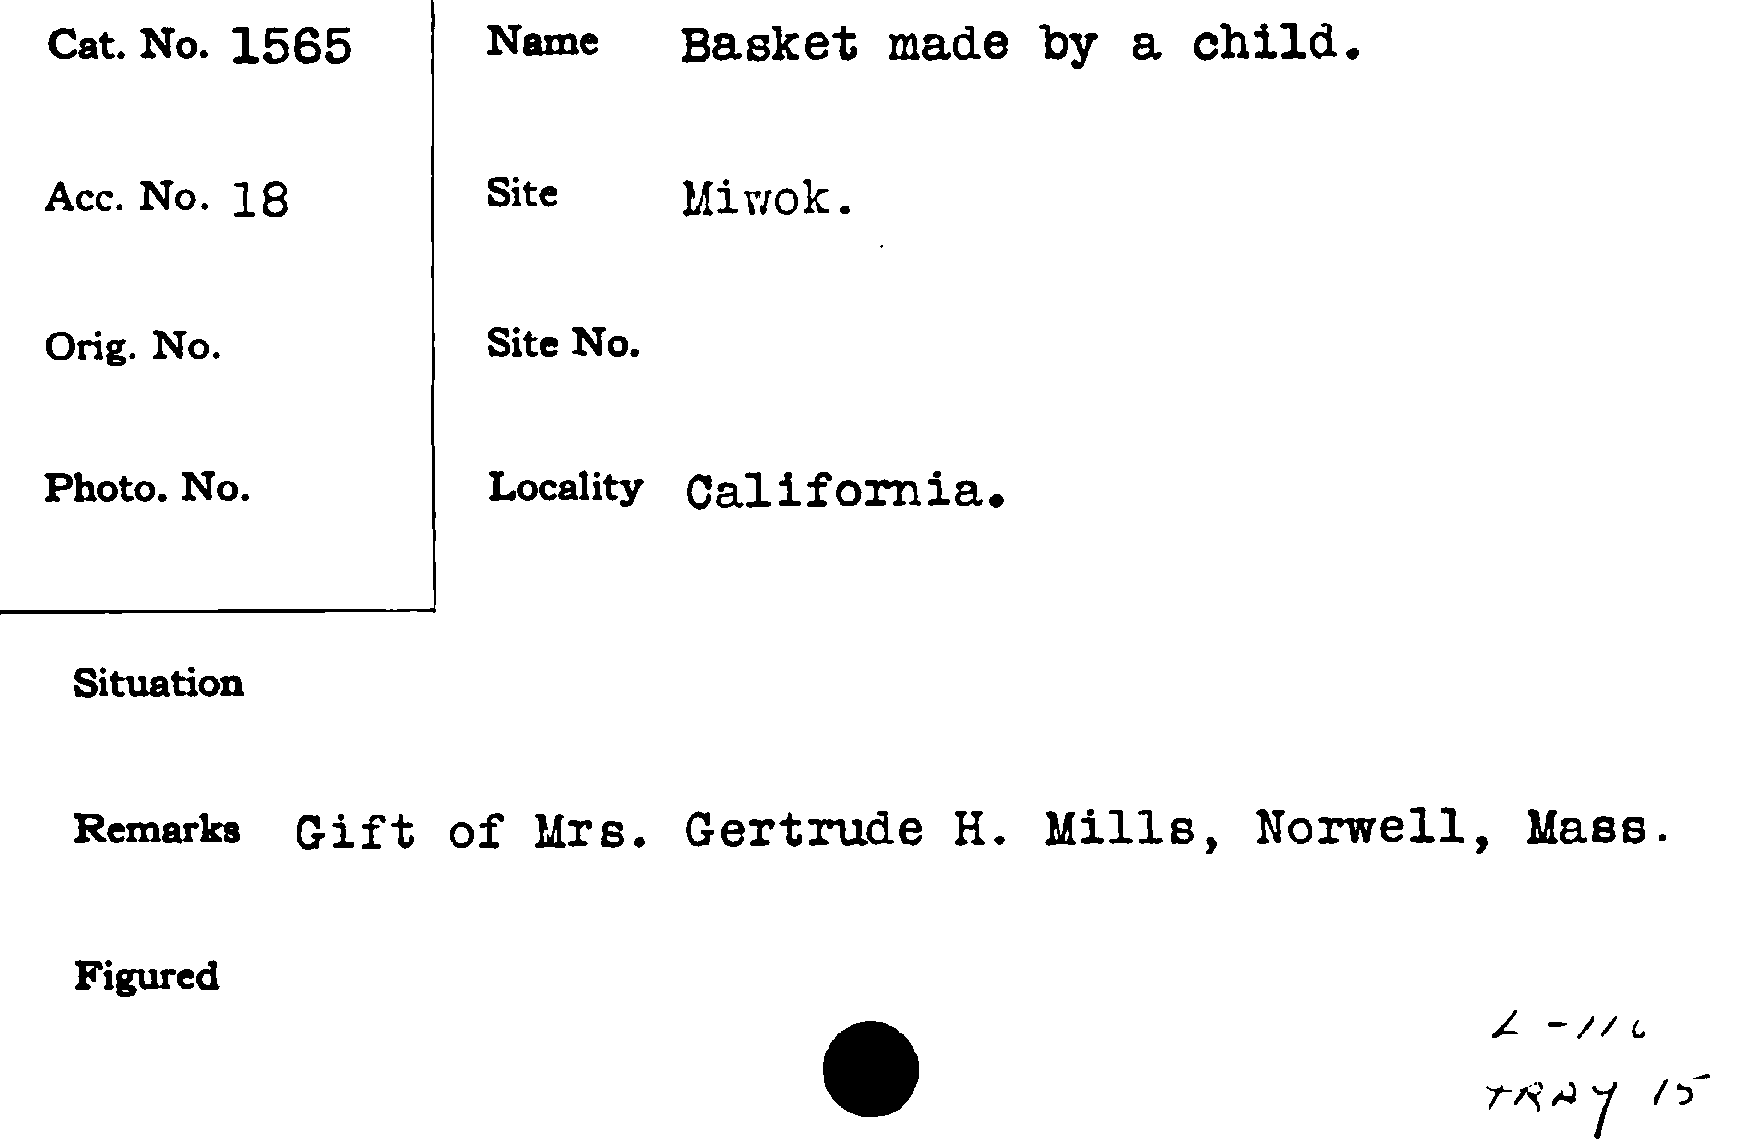 Cat. No. 1565
Name Basket made by a child.
Acc. No. 18
Site Miwok.
Orig. No.
Site No.
Photo. No.
Locality California.
Situation
Remarks Gift of Mrs. Gertrude H. Mills, Norwell, Mass.
Figured
TRAY 15